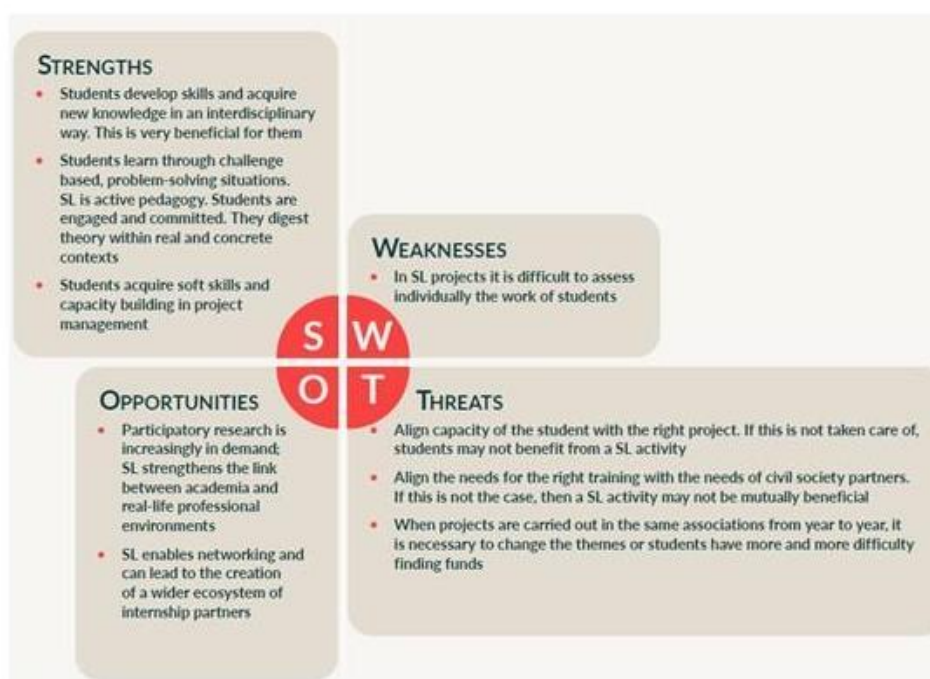 STRENGTHS
• Students develop skills and acquire
new knowledge in an interdisciplinary
way. This is very beneficial for them
• Students learn through challenge
based, problem-solving situations.
SL is active pedagogy. Students are
engaged and committed. They digest
theory within real and concrete
contexts
• Students acquire soft skills and
capacity building in project
management
WEAKNESSES
• In SL projects it is difficult to assess
individually the work of students
S W
O T
OPPORTUNITIES
• Participatory research is
increasingly in demand;
SL strengthens the link
between academia and
real-life professional
environments
• SL enables networking and
can lead to the creation
of a wider ecosystem of
internship partners
THREATS
• Align capacity of the student with the right project. If this is not taken care of,
students may not benefit from a SL activity
• Align the needs for the right training with the needs of civil society partners.
If this is not the case, then a SL activity may not be mutually beneficial
• When projects are carried out in the same associations from year to year, it
is necessary to change the themes or students have more and more difficulty
finding funds